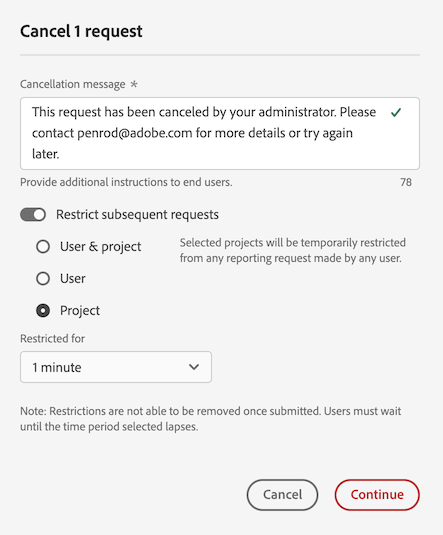 Cancel 1 request
Cancellation message *
This request has been canceled by your administrator. Please
contact penrod@adobe.com for more details or try again
later.
Provide additional instructions to end users.
78
Restrict subsequent requests
User & project
Selected projects will be temporarily restricted
from any reporting request made by any user.
User
Project
Restricted for
1 minute
Note: Restrictions are not able to be removed once submitted. Users must wait
until the time period selected lapses.
Cancel
Continue